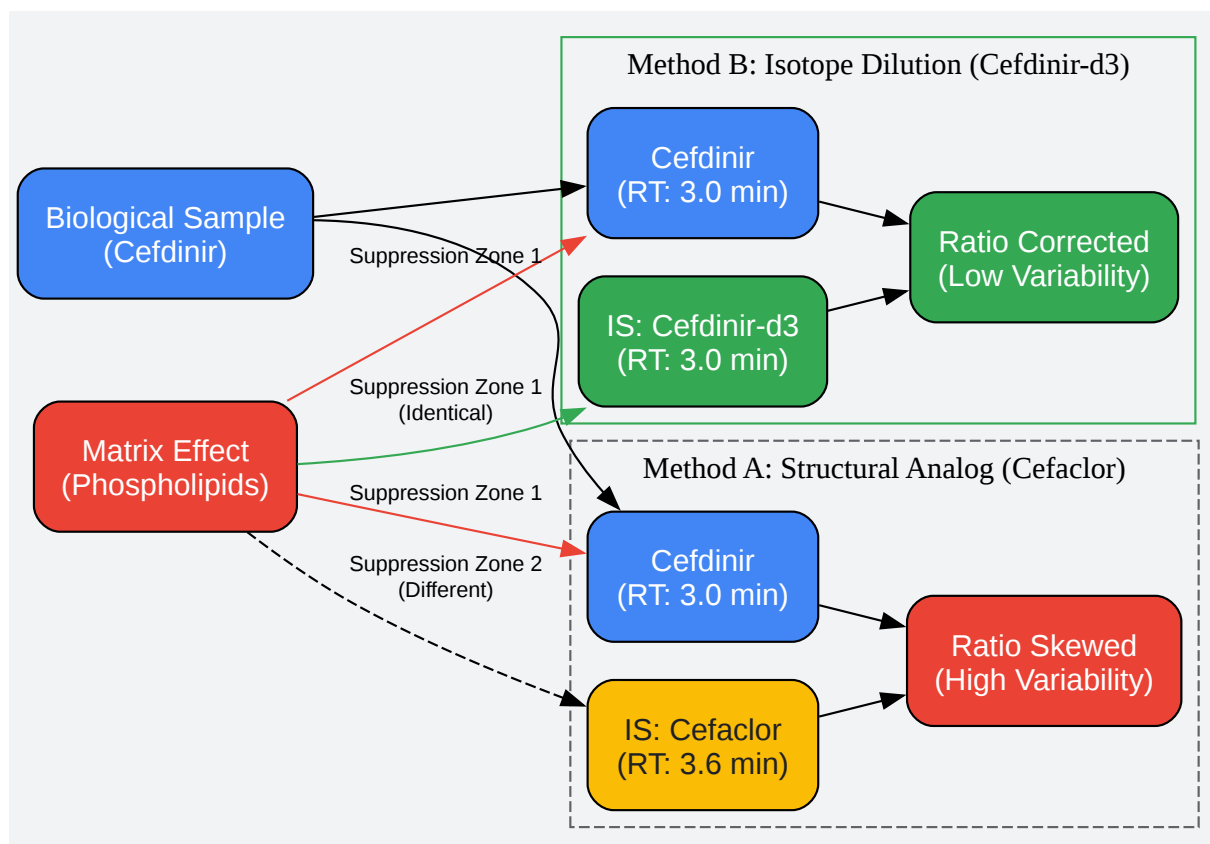 Method B: Isotope Dilution (Cefdinir-d3)
Cefdinir
(RT: 3.0 min)
Biological Sample
(Cefdinir)
Suppression Zone 1
Ratio Corrected
(Low Variability)
IS: Cefdinir-d3
(RT: 3.0 min)
Suppression Zone 1
(Identical)
Matrix Effect
(Phospholipids)
Method A: Structural Analog (Cefaclor)
Suppression Zone 1
Cefdinir
(RT: 3.0 min)
Suppression Zone 2
(Different)
Ratio Skewed
(High Variability)
IS: Cefaclor
(RT: 3.6 min)